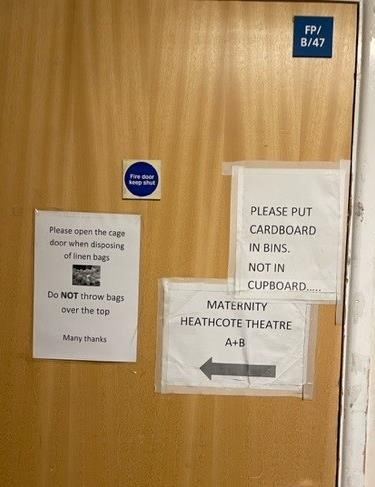 FP/
B/47
Fire door
keep shut
Please open the cage
door when disposing
of linen bags
Do NOT throw bags
over the top
Many thanks
PLEASE PUT
CARDBOARD
IN BINS.
NOT IN
CUPBOARD.....
MATERNITY
HEATHCOTE THEATRE
A+B